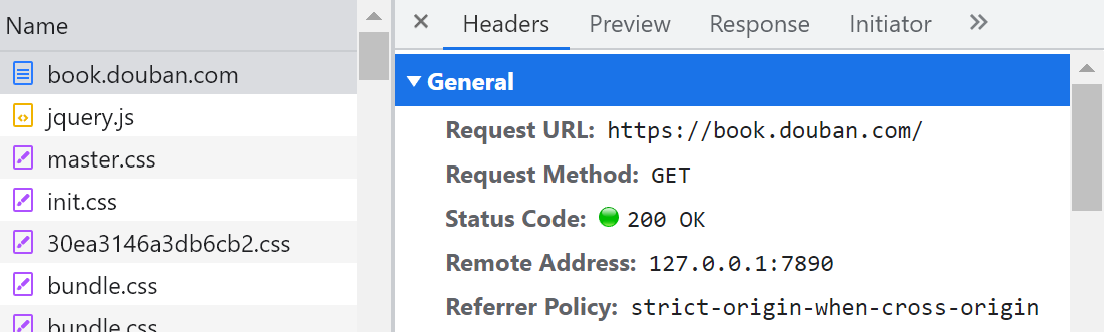 Name
book.douban.com
jquery.js
master.css
init.css
30ea3146a3db6cb2.css
bundle.css
bundle.css
Headers Preview Response Initiator
General
Request URL: https://book.douban.com/
Request Method: GET
Status Code: 200 OK
Remote Address: 127.0.0.1:7890
Referrer Policy: strict-origin-when-cross-origin